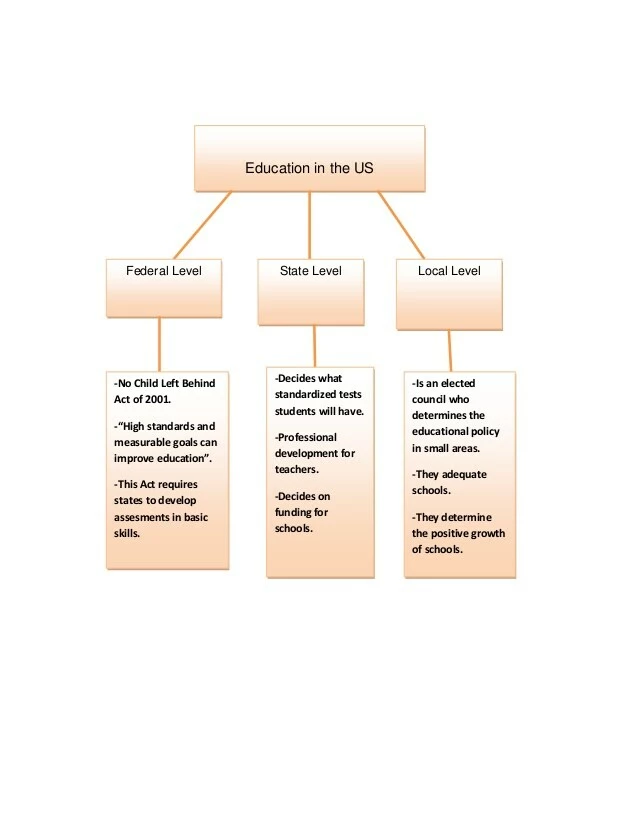 Education in the US
Federal Level
State Level
Local Level
-No Child Left Behind
Act of 2001.
-“High standards and
measurable goals can
improve education”.
-This Act requires
states to develop
assesments in basic
skills.
-Decides what
standardized tests
students will have.
-Professional
development for
teachers.
-Decides on
funding for
schools.
-Is an elected
council who
determines the
educational policy
in small areas.
-They adequate
schools.
-They determine
the positive growth
of schools.